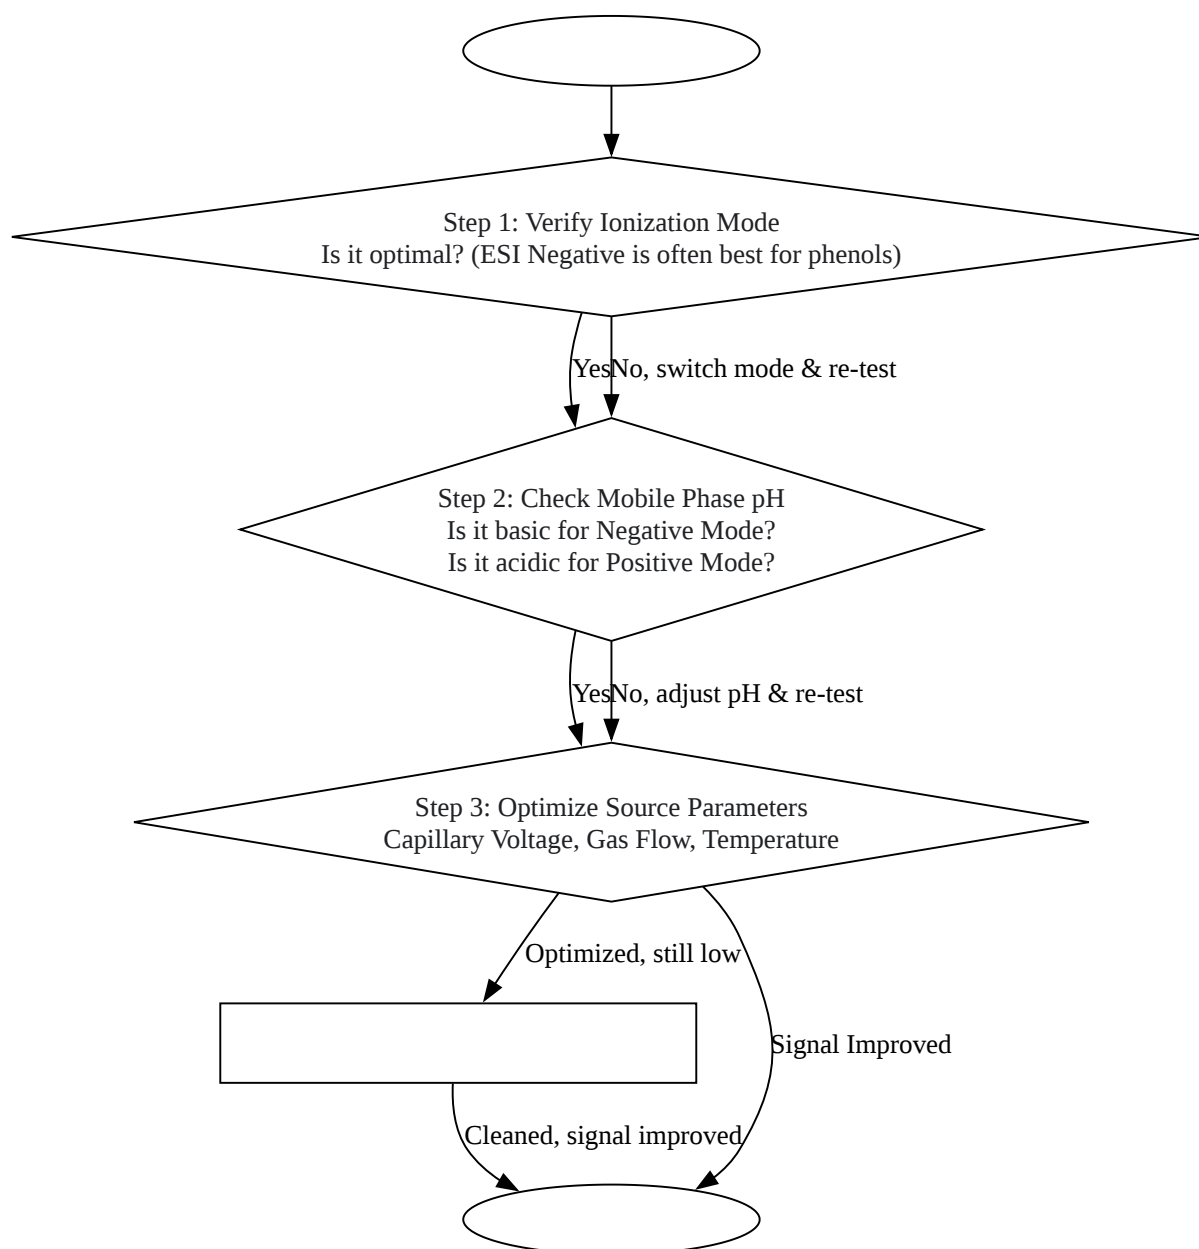 Step 1: Verify Ionization Mode
Is it optimal? (ESI Negative is often best for phenols)
Yes
No, switch mode & re-test
Step 2: Check Mobile Phase pH
Is it basic for Negative Mode?
Is it acidic for Positive Mode?
Yes
No, adjust pH & re-test
Step 3: Optimize Source Parameters
Capillary Voltage, Gas Flow, Temperature
Optimized, still low
Signal Improved
Cleaned, signal improved